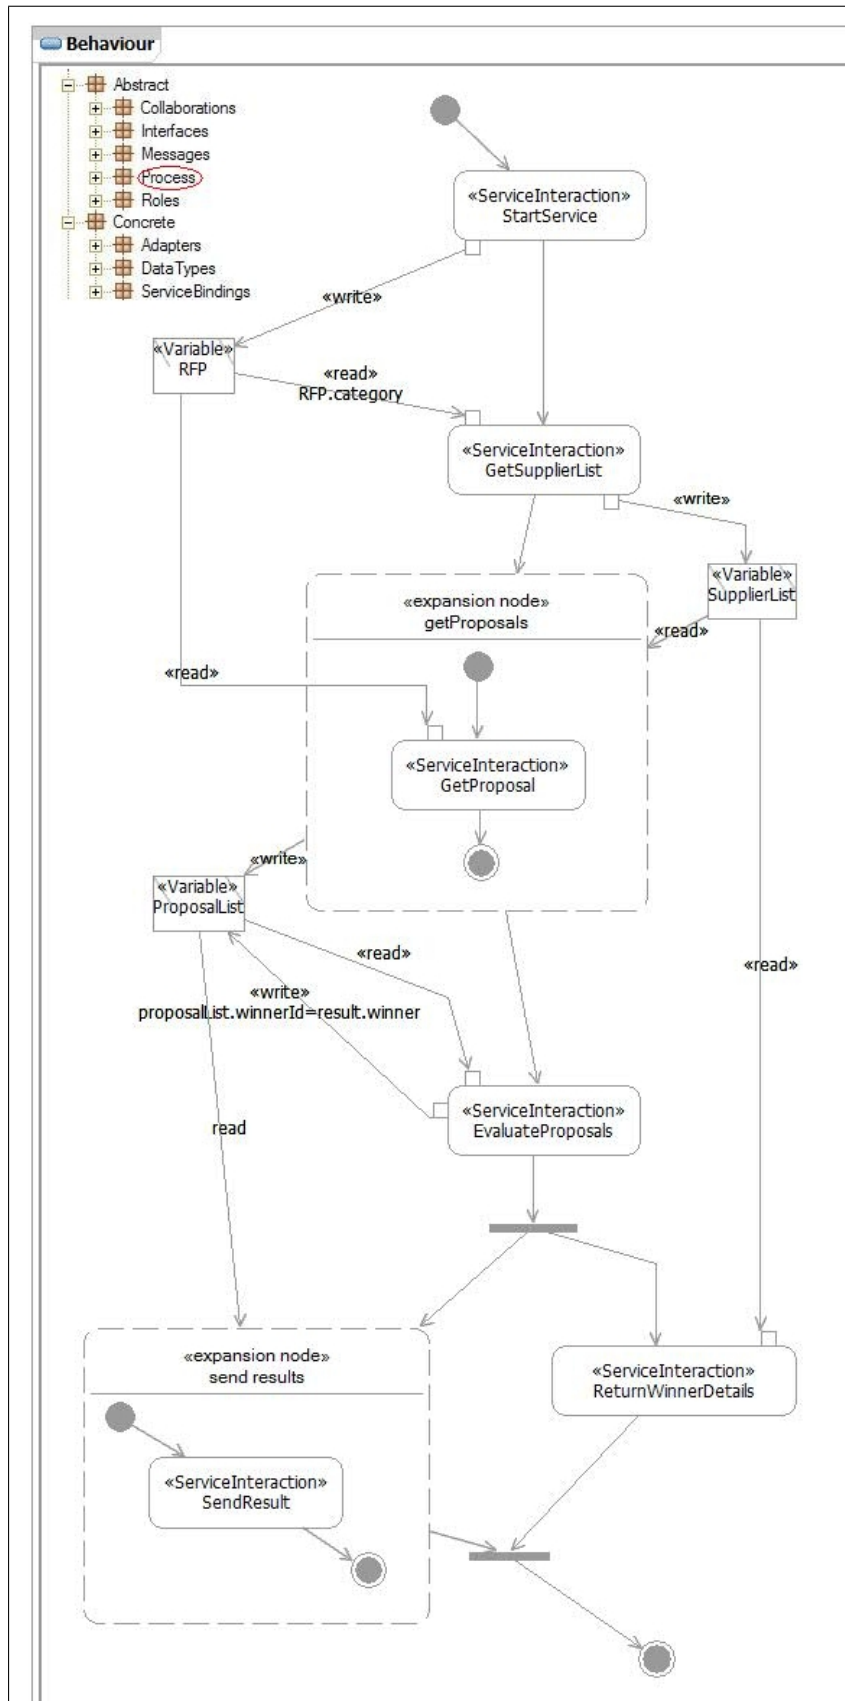 Behaviour
Abstract
Collaborations
Interfaces
Messages
Process
Roles
Concrete
Adapters
DataTypes
ServiceBindings
«ServiceInteraction»
StartService
«write»
«Variable»
RFP
«read»
RFP.category
«ServiceInteraction»
GetSupplierList
«write»
«Variable»
SupplierList
«expansion node»
getProposals
«read»
«read»
«ServiceInteraction»
GetProposal
«write»
«Variable»
ProposalList
«read»
«read»
«write»
proposalList.winnerId=result.winner
«ServiceInteraction»
EvaluateProposals
read
«expansion node»
send results
«ServiceInteraction»
ReturnWinnerDetails
«ServiceInteraction»
SendResult